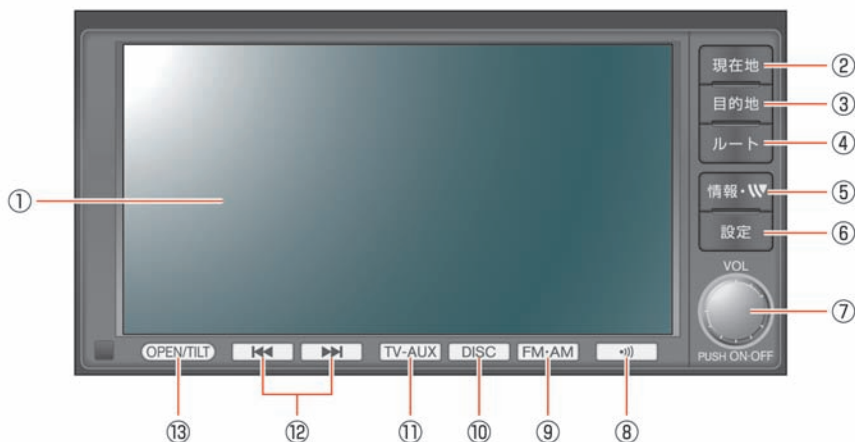 現在地 ②
目的地 ③
ルート ④
①
情報・ ⑤
設定 ⑥
VOL
⑦
PUSH ON・OFF
OPEN/TILT TV-AUX DISC FM・AM
⑬ ⑫ ⑪ ⑩ ⑨ ⑧